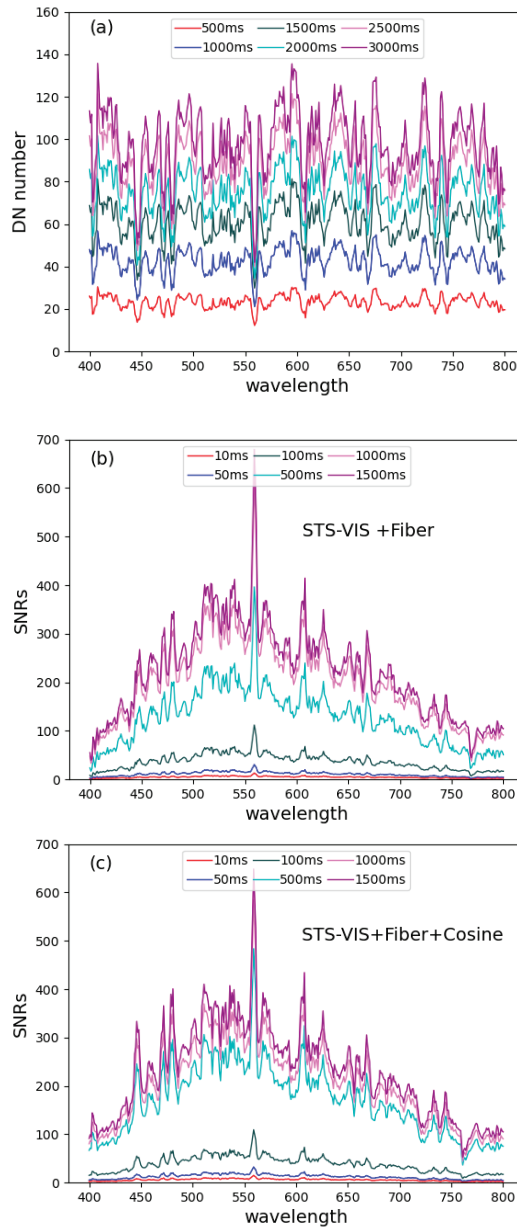 (a)
500ms 1500ms 2500ms
1000ms 2000ms 3000ms
DN number
160
140
120
100
80
60
40
20
0
400 450 500 550 600 650 700 750 800
wavelength
(b)
10ms 100ms 1000ms
50ms 500ms 1500ms
STS-VIS +Fiber
SNRs
700
600
500
400
300
200
100
0
400 450 500 550 600 650 700 750 800
wavelength
(c)
10ms 100ms 1000ms
50ms 500ms 1500ms
STS-VIS+Fiber+Cosine
SNRs
700
600
500
400
300
200
100
0
400 450 500 550 600 650 700 750 800
wavelength